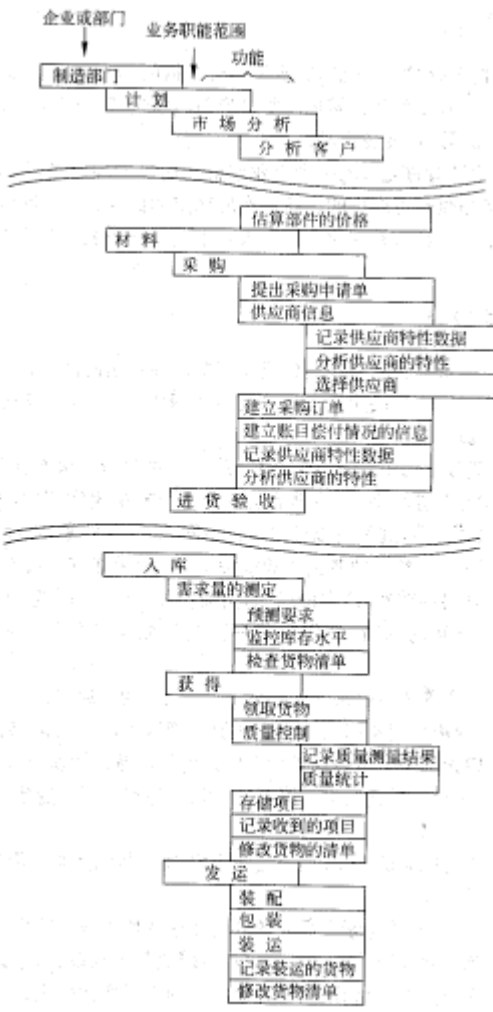 企业或部门
业务职能范围
功能
制造部门
计 划
市 场 分 析
分 析 客 户
估算部件的价格
材 料
采 购
提出采购申请单
供应商信息
记录供应商特性数据
分析供应商的特性
选择供应商
建立采购订单
建立账目偿付情况的信息
记录供应商特性数据
分析供应商的特性
进 货 验 收
入 库
需求量的测定
预测要求
监控库存水平
检查货物清单
获 得
领取货物
质量控制
记录质量测量结果
质量统计
存储项目
记录收到的项目
修改货物的清单
发 运
装 配
包 装
装 运
记录装运的货物
修改货物清单